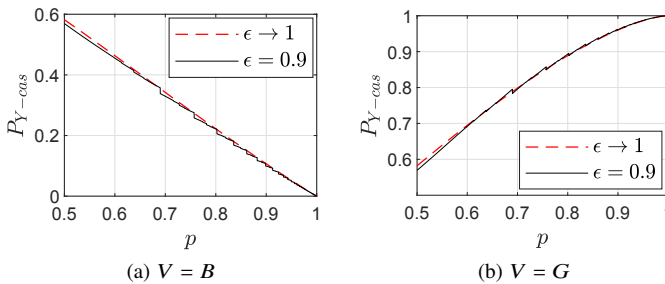 0.6
0.4
0.2
0
P_{Y-cas}
ϵ → 1
ϵ = 0.9
0.5 0.6 0.7 0.8 0.9 1
p
(a) V = B
1
0.9
0.8
0.7
0.6
P_{Y-cas}
ϵ → 1
ϵ = 0.9
0.5 0.6 0.7 0.8 0.9 1
p
(b) V = G